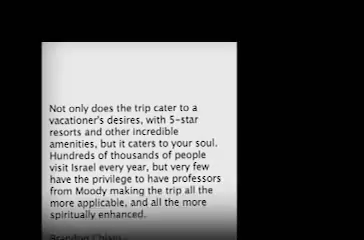 Not only does the trip cater to a
vacationer's desires, with 5-star
resorts and other incredible
amenities, but it caters to your soul.
Hundreds of thousands of people
visit Israel every year, but very few
have the privilege to have professors
from Moody making the trip all the
more applicable, and all the more
spiritually enhanced.
Brandon